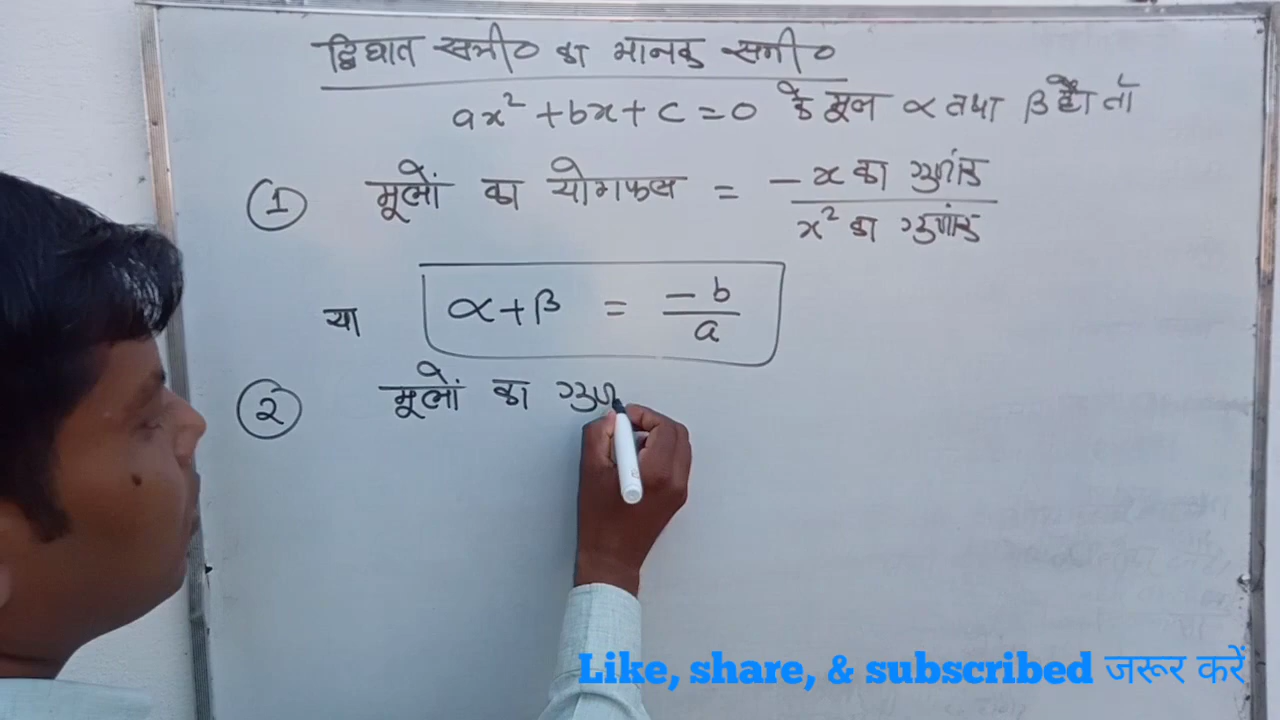 द्विघात समी० का मानक समी०
ax² + bx + c = 0 के मूल α तथा β हो तो
① मूलों का योगफल = -x का गुणांक / x² का गुणांक
या α + β = -b / a
② मूलों का गुण
Like, share, & subscribed जरूर करें